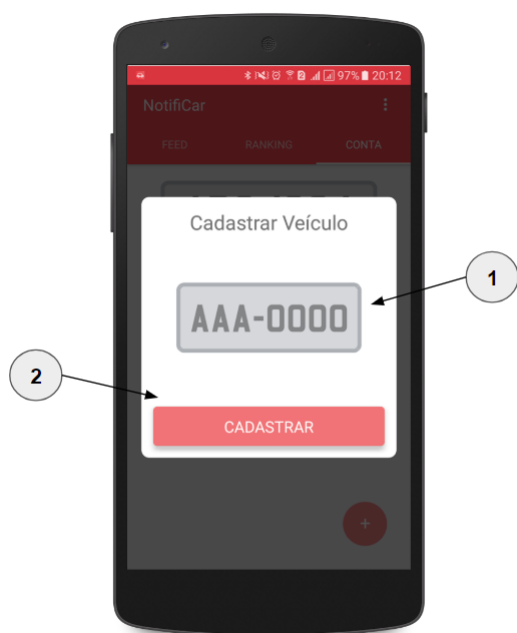 97% 20:12
NotifiCar
FEED RANKING CONTA
Cadastrar Veículo
1
AAA-0000
2
CADASTRAR
+